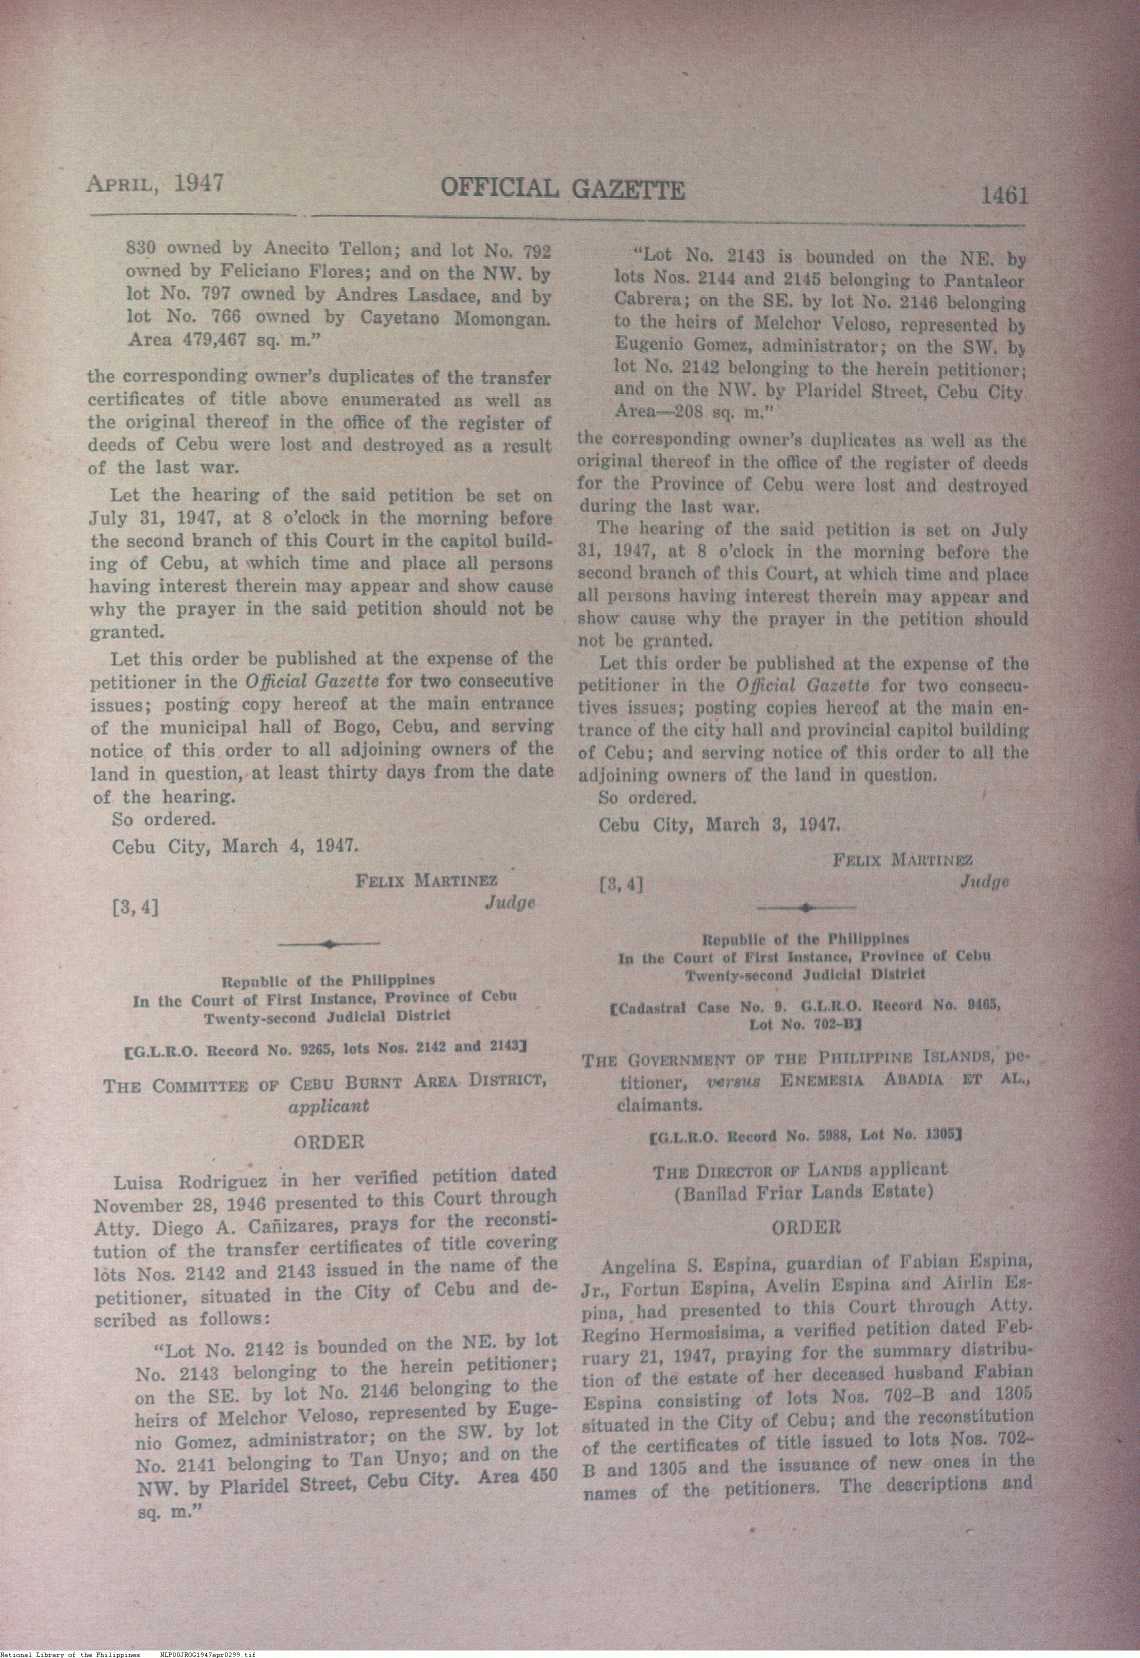 APRIL, 1947
OFFICIAL GAZETTE
1461
830 owned by Anecito Tellon; and lot No. 792
owned by Feliciano Flores; and on the NW. by
lot No. 797 owned by Andres Lasdace, and by
lot No. 766 owned by Cayetano Momongan.
Area 479,467 sq. m.”
the corresponding owner’s duplicates of the transfer
certificates of title above enumerated as well as
the original thereof in the office of the register of
deeds of Cebu were lost and destroyed as a result
of the last war.
Let the hearing of the said petition be set on
July 31, 1947, at 8 o’clock in the morning before
the second branch of this Court in the capitol build-
ing of Cebu, at which time and place all persons
having interest therein may appear and show cause
why the prayer in the said petition should not be
granted.
Let this order be published at the expense of the
petitioner in the Official Gazette for two consecutive
issues; posting copy hereof at the main entrance
of the municipal hall of Bogo, Cebu, and serving
notice of this order to all adjoining owners of the
land in question, at least thirty days from the date
of the hearing.
So ordered.
Cebu City, March 4, 1947.
FELIX MARTINEZ
[3, 4]
Judge
Republic of the Philippines
In the Court of First Instance, Province of Cebu
Twenty-second Judicial District
[G.L.R.O. Record No. 9265, lots Nos. 2142 and 2143]
THE COMMITTEE OF CEBU BURNT AREA DISTRICT,
applicant
ORDER
Luisa Rodriguez in her verified petition dated
November 28, 1946 presented to this Court through
Atty. Diego A. Cañizares, prays for the reconsti-
tution of the transfer certificates of title covering
lots Nos. 2142 and 2143 issued in the name of the
petitioner, situated in the City of Cebu and de-
scribed as follows:
“Lot No. 2142 is bounded on the NE. by lot
No. 2143 belonging to the herein petitioner;
on the SE. by lot No. 2146 belonging to the
heirs of Melchor Veloso, represented by Euge-
nio Gomez, administrator; on the SW. by lot
No. 2141 belonging to Tan Unyo; and on the
NW. by Plaridel Street, Cebu City. Area 450
sq. m.”
“Lot No. 2143 is bounded on the NE. by
lots Nos. 2144 and 2145 belonging to Pantaleor
Cabrera; on the SE. by lot No. 2146 belonging
to the heirs of Melchor Veloso, represented by
Eugenio Gomez, administrator; on the SW. by
lot No. 2142 belonging to the herein petitioner;
and on the NW. by Plaridel Street, Cebu City
Area—208 sq. m.”
the corresponding owner’s duplicates as well as the
original thereof in the office of the register of deeds
for the Province of Cebu were lost and destroyed
during the last war.
The hearing of the said petition is set on July
31, 1947, at 8 o’clock in the morning before the
second branch of this Court, at which time and place
all persons having interest therein may appear and
show cause why the prayer in the petition should
not be granted.
Let this order be published at the expense of the
petitioner in the Official Gazette for two consecu-
tives issues; posting copies hereof at the main en-
trance of the city hall and provincial capitol building
of Cebu; and serving notice of this order to all the
adjoining owners of the land in question.
So ordered.
Cebu City, March 3, 1947.
FELIX MARTINEZ
[3, 4]
Judge
Republic of the Philippines
In the Court of First Instance, Province of Cebu
Twenty-second Judicial District
[Cadastral Case No. 9. G.L.R.O. Record No. 9465,
Lot No. 702–B]
THE GOVERNMENT OF THE PHILIPPINE ISLANDS, pe-
titioner, versus ENEMESIA ABADIA ET AL.,
claimants.
[G.L.R.O. Record No. 5988, Lot No. 1305]
THE DIRECTOR OF LANDS applicant
(Banilad Friar Lands Estate)
ORDER
Angelina S. Espina, guardian of Fabian Espina,
Jr., Fortun Espina, Avelin Espina and Airlin Es-
pina, had presented to this Court through Atty.
Regino Hermosisima, a verified petition dated Feb-
ruary 21, 1947, praying for the summary distribu-
tion of the estate of her deceased husband Fabian
Espina consisting of lots Nos. 702–B and 1305
situated in the City of Cebu; and the reconstitution
of the certificates of title issued to lots Nos. 702–
B and 1305 and the issuance of new ones in the
names of the petitioners. The descriptions and
National Library of the Philippines NLP00JROG1947apr0299.tif